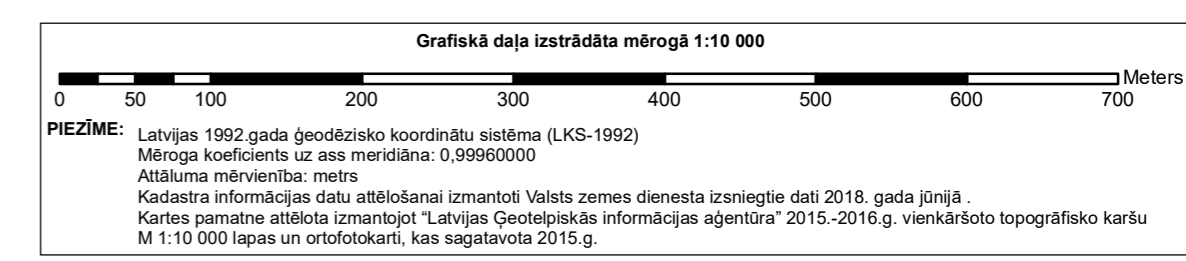 Grafiskā daļa izstrādāta mērogā 1:10 000
Meters
0 50 100 200 300 400 500 600 700
PIEZĪME: Latvijas 1992.gada ģeodēzisko koordinātu sistēma (LKS-1992)
Mēroga koeficients uz ass meridiāna: 0,99960000
Attāluma mērvienība: metrs
Kadastra informācijas datu attēlošanai izmantoti Valsts zemes dienesta izsniegtie dati 2018. gada jūnijā .
Kartes pamatne attēlota izmantojot “Latvijas Ģeotelpiskās informācijas aģentūra” 2015.-2016.g. vienkāršoto topogrāfisko karšu
M 1:10 000 lapas un ortofotokarti, kas sagatavota 2015.g.